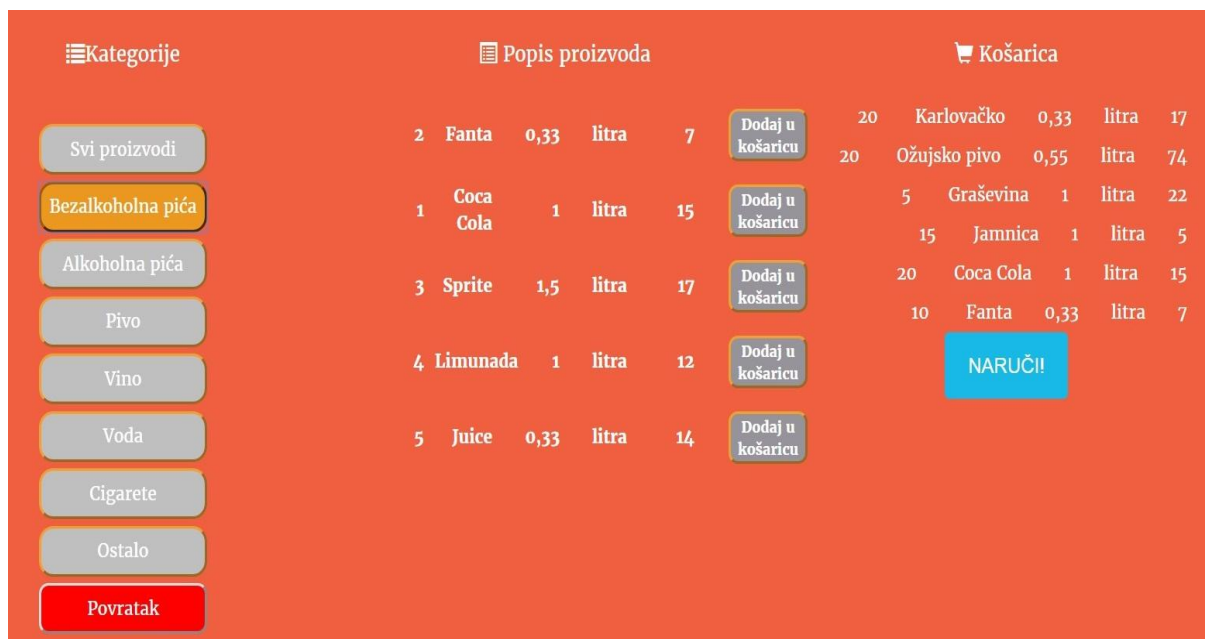 Kategorije
Svi proizvodi
Bezalkoholna pića
Alkoholna pića
Pivo
Vino
Voda
Cigarete
Ostalo
Povratak
Popis proizvoda
2 Fanta 0,33 litra 7 Dodaj u
košaricu
1 Coca
Cola 1 litra 15 Dodaj u
košaricu
3 Sprite 1,5 litra 17 Dodaj u
košaricu
4 Limunada 1 litra 12 Dodaj u
košaricu
5 Juice 0,33 litra 14 Dodaj u
košaricu
Košarica
20 Karlovačko 0,33 litra 17
20 Ožujsko pivo 0,55 litra 74
5 Graševina 1 litra 22
15 Jamnica 1 litra 5
20 Coca Cola 1 litra 15
10 Fanta 0,33 litra 7
NARUČI!